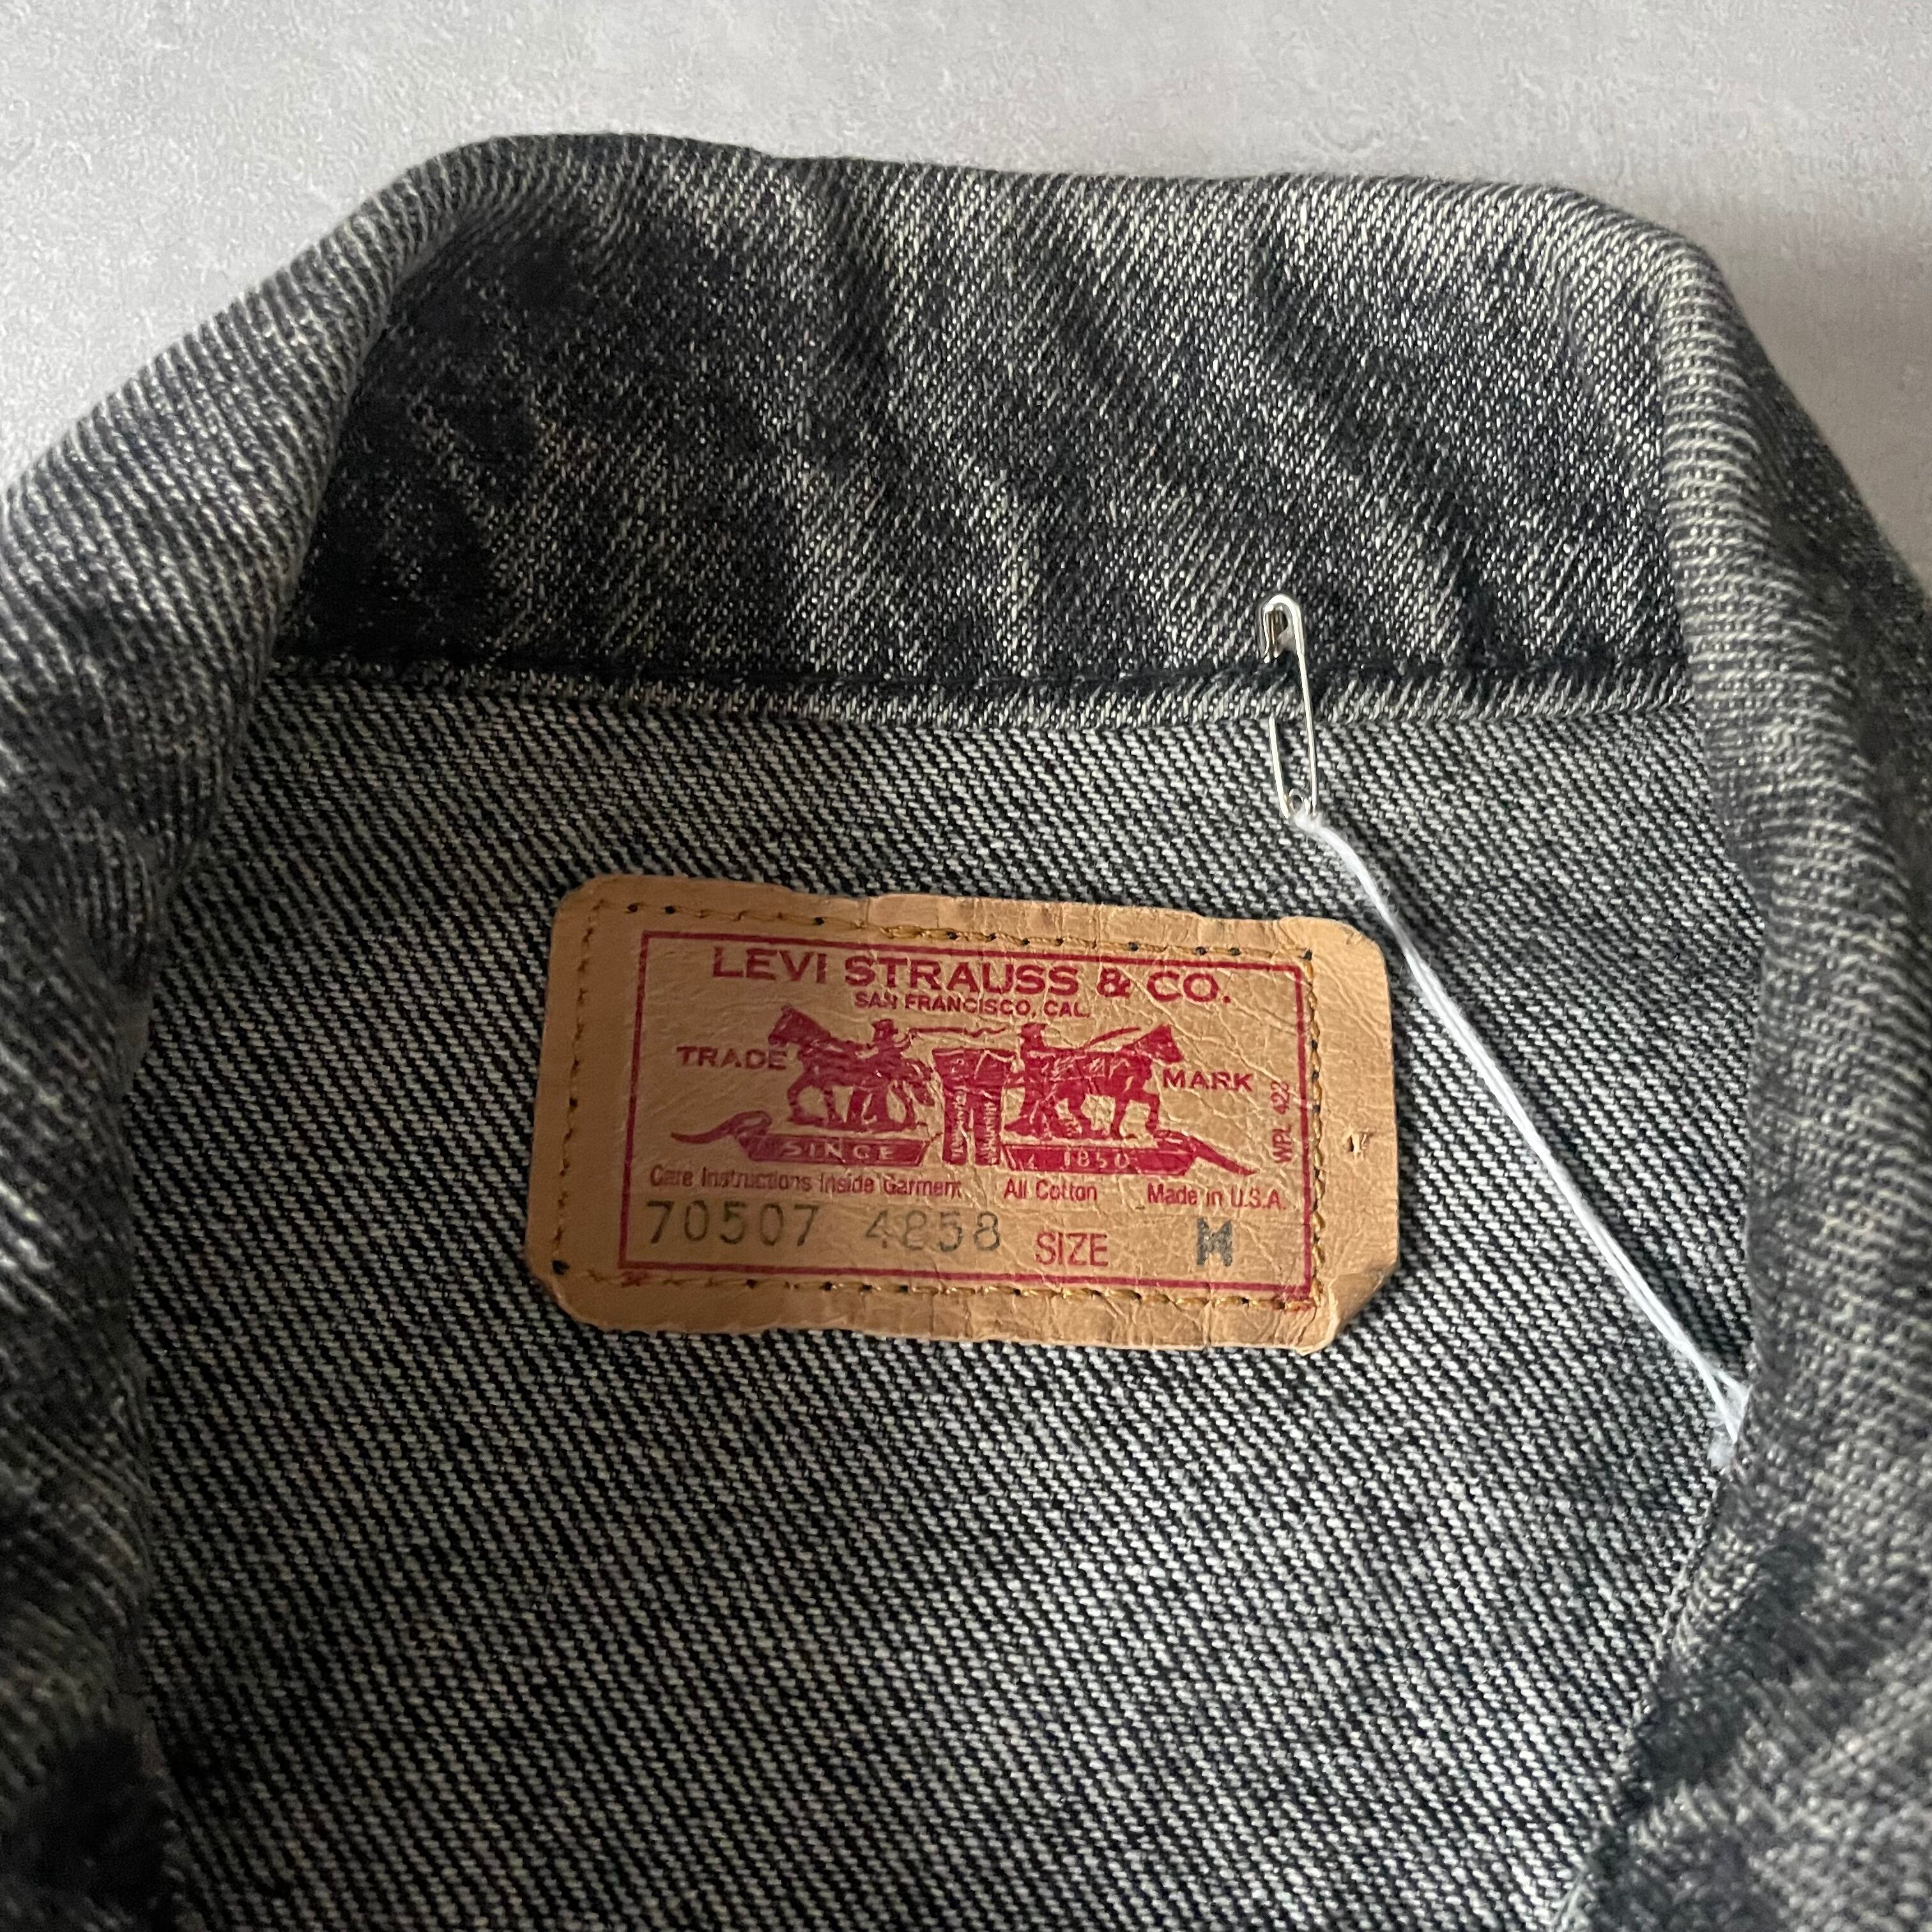 LEVI STRAUSS & CO.
SAN FRANCISCO, CAL.
TRADE MARK
WPL 422
SINCE 1850
Care Instructions Inside Garment All Cotton Made in U.S.A.
70507 4858 SIZE M